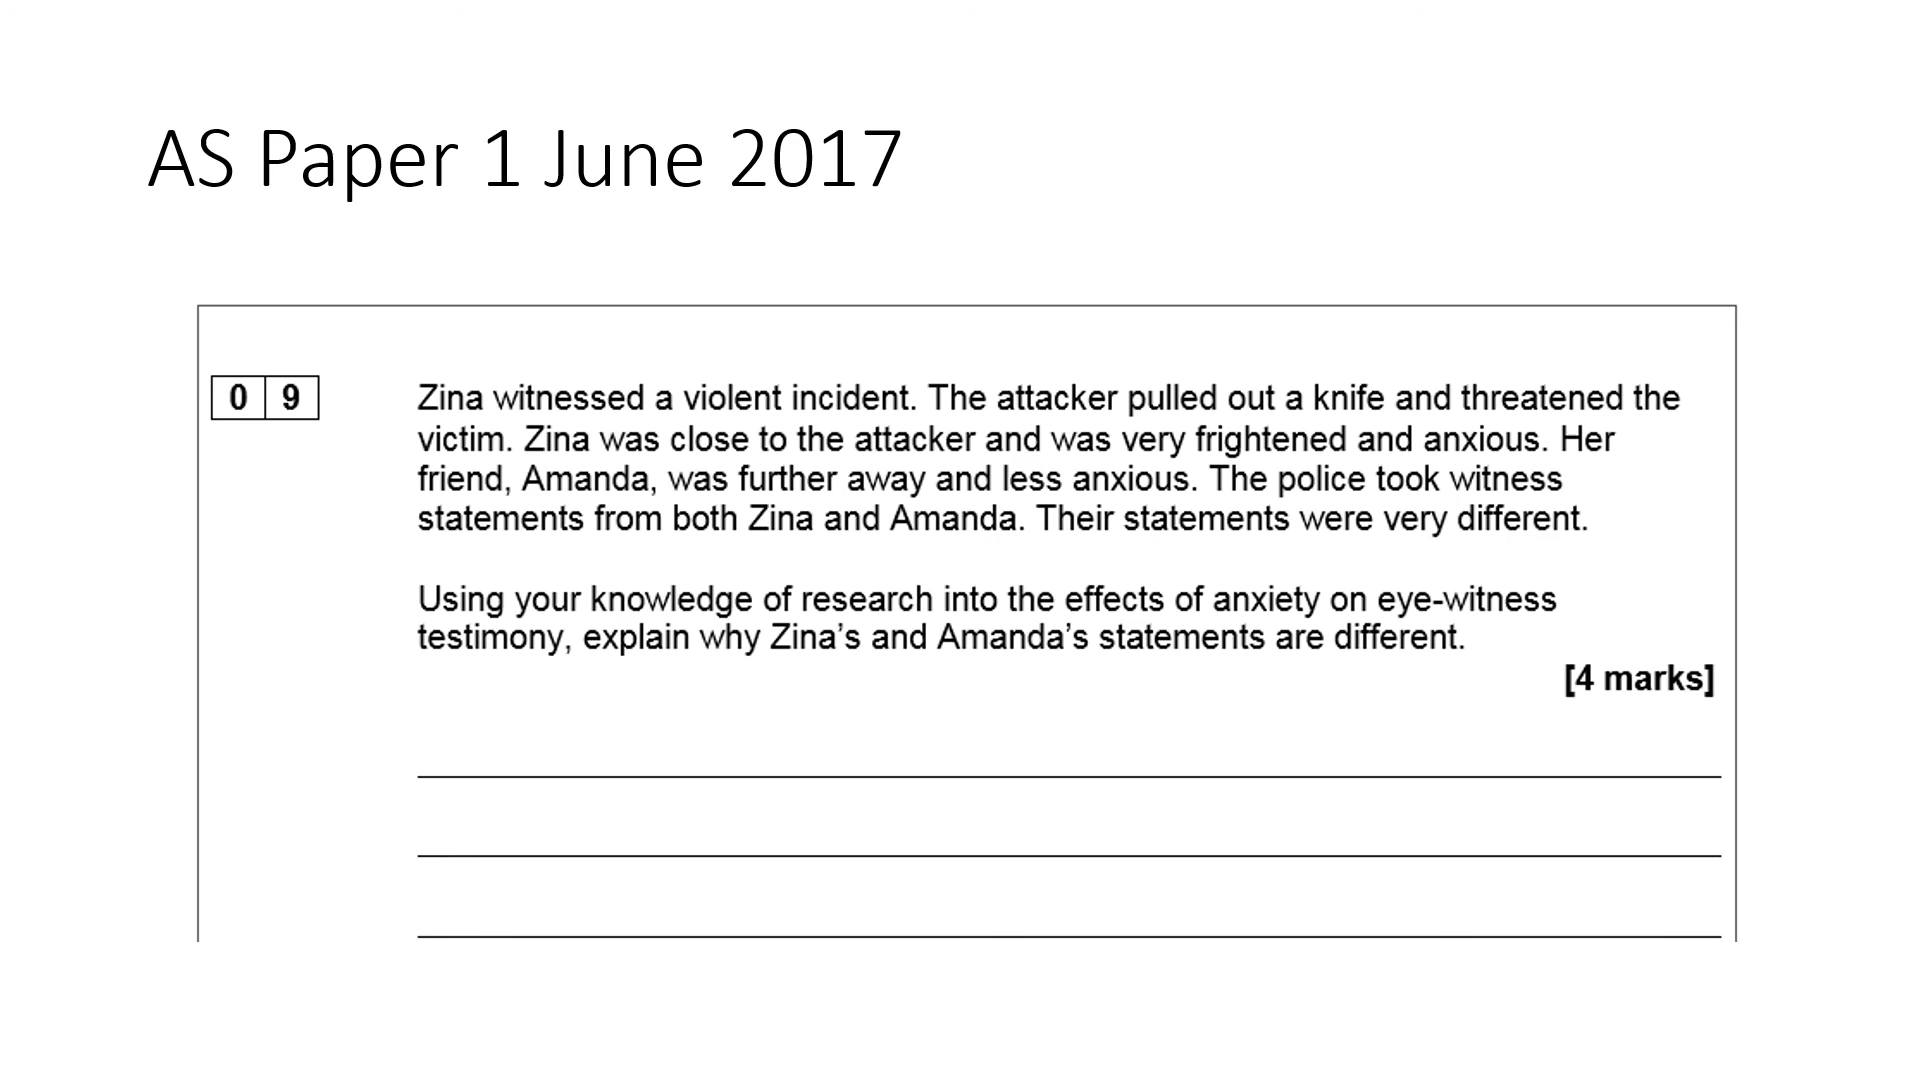 AS Paper 1 June 2017
0 9
Zina witnessed a violent incident. The attacker pulled out a knife and threatened the
victim. Zina was close to the attacker and was very frightened and anxious. Her
friend, Amanda, was further away and less anxious. The police took witness
statements from both Zina and Amanda. Their statements were very different.
Using your knowledge of research into the effects of anxiety on eye-witness
testimony, explain why Zina’s and Amanda’s statements are different.
[4 marks]